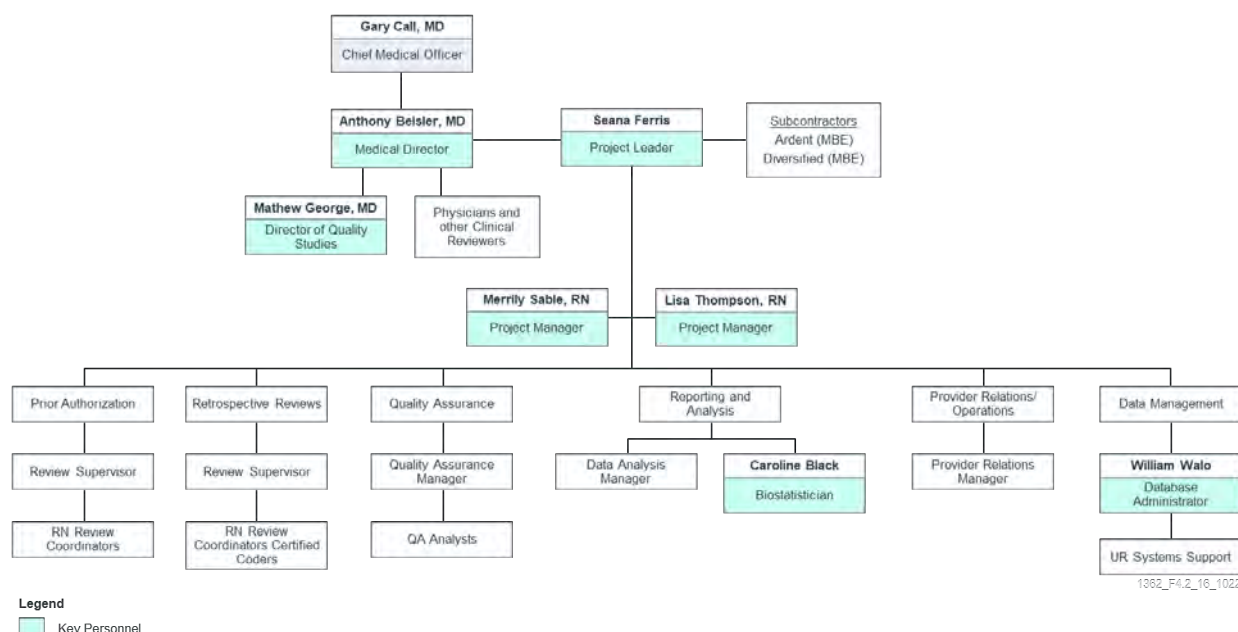 Gary Call, MD
Chief Medical Officer
Anthony Beisler, MD
Medical Director
Seana Ferris
Project Leader
Subcontractors
Ardent (MBE)
Diversified (MBE)
Mathew George, MD
Director of Quality
Studies
Physicians and
other Clinical
Reviewers
Merrily Sable, RN
Project Manager
Lisa Thompson, RN
Project Manager
Prior Authorization
Retrospective Reviews
Quality Assurance
Reporting and
Analysis
Provider Relations/
Operations
Data Management
Review Supervisor
Review Supervisor
Quality Assurance
Manager
Data Analysis
Manager
Caroline Black
Biostatistician
Provider Relations
Manager
William Walo
Database
Administrator
RN Review
Coordinators
RN Review
Coordinators Certified
Coders
QA Analysts
UR Systems Support
1362_F4.2_16_1022
Legend
Key Personnel